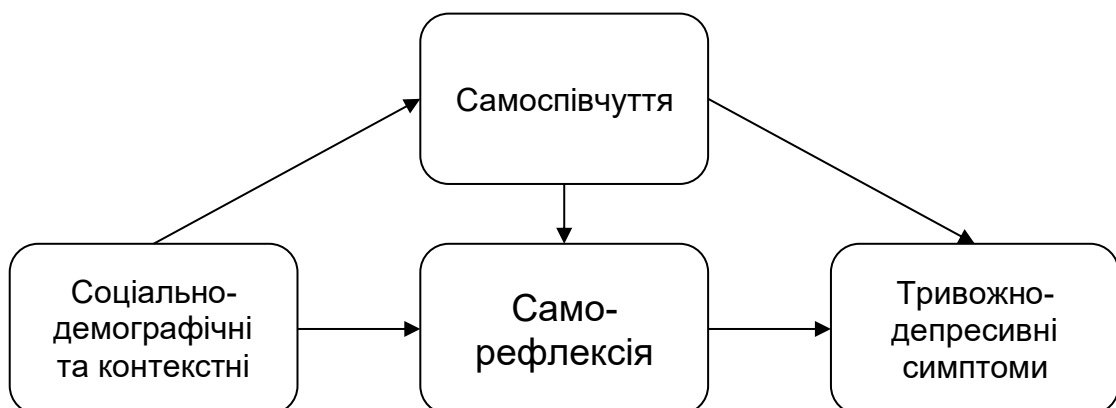 Самоспівчуття
Соціально-
демографічні
та контекстні
Само-
рефлексія
Тривожно-
депресивні
симптоми